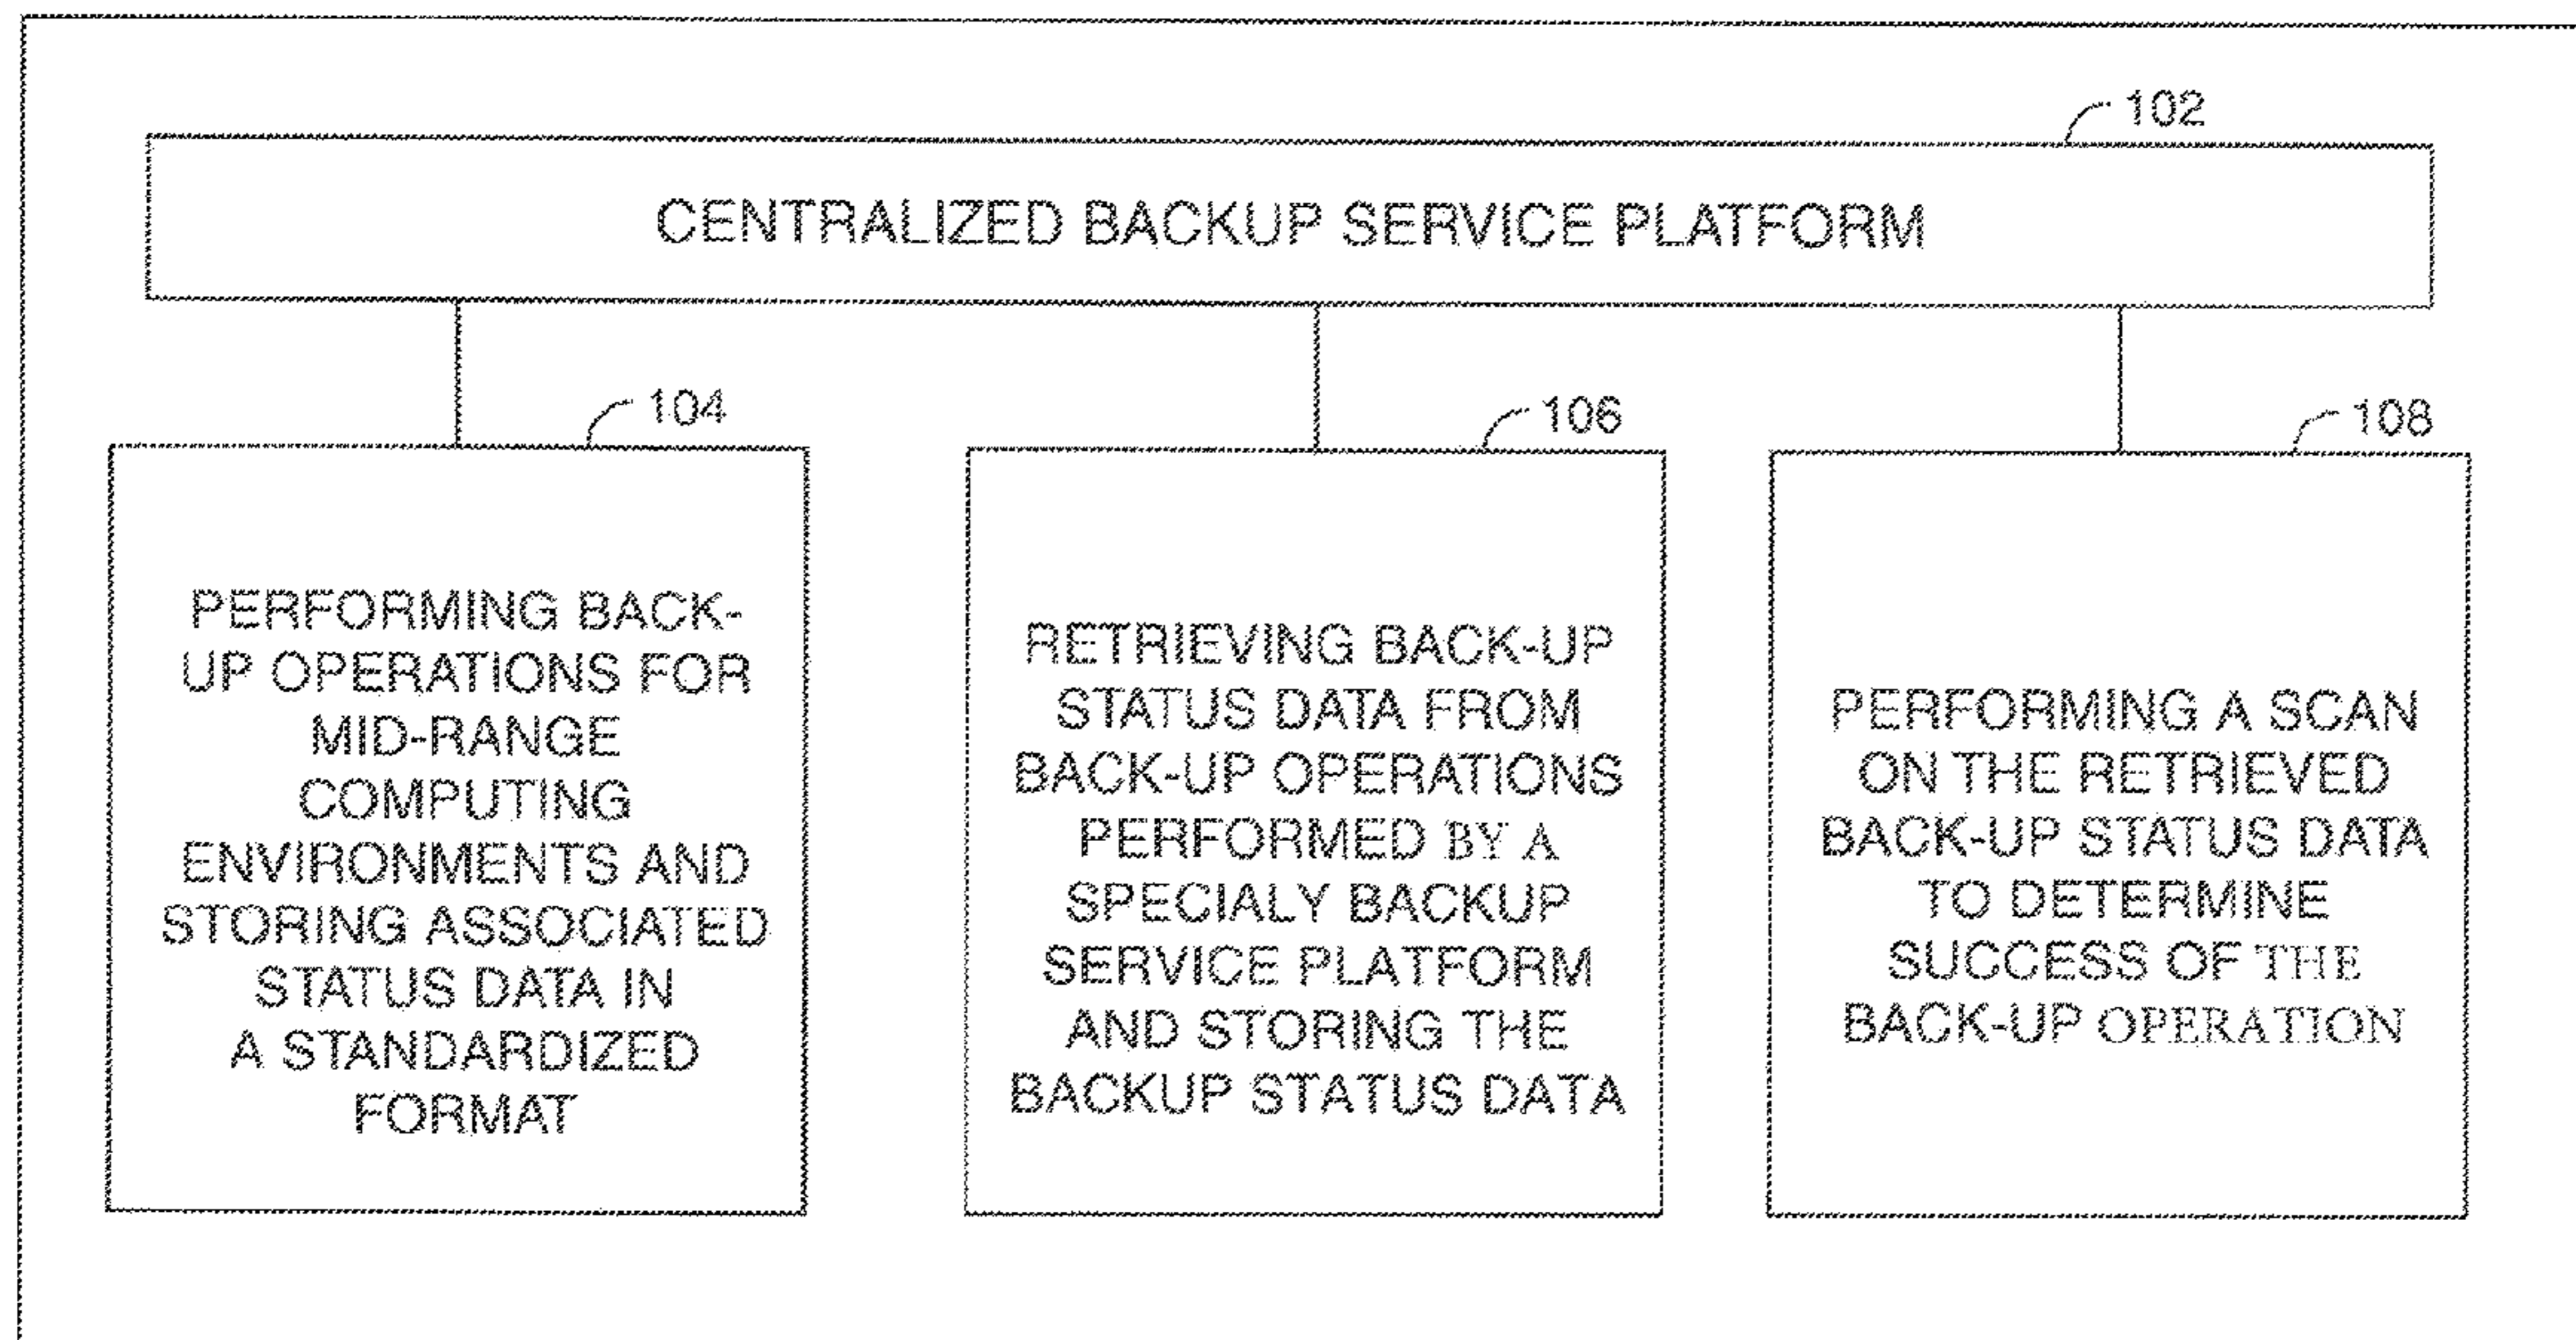 102
CENTRALIZED BACKUP SERVICE PLATFORM
104
PERFORMING BACK-
UP OPERATIONS FOR
MID-RANGE
COMPUTING
ENVIRONMENTS AND
STORING ASSOCIATED
STATUS DATA IN
A STANDARDIZED
FORMAT
106
RETRIEVING BACK-UP
STATUS DATA FROM
BACK-UP OPERATIONS
PERFORMED BY A
SPECIALY BACKUP
SERVICE PLATFORM
AND STORING THE
BACKUP STATUS DATA
108
PERFORMING A SCAN
ON THE RETRIEVED
BACK-UP STATUS DATA
TO DETERMINE
SUCCESS OF THE
BACK-UP OPERATION